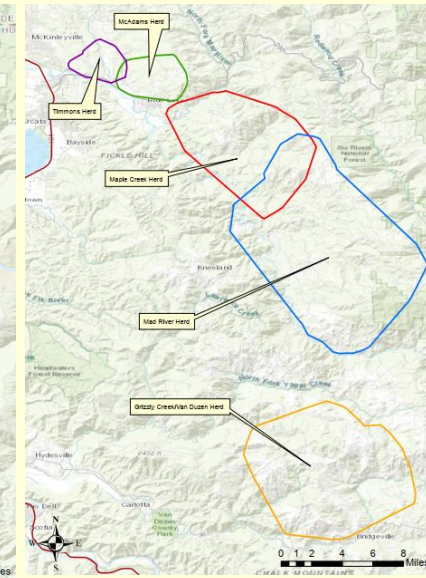 McAdams Herd
McKinleyville
Timmons Herd
Bayside
FICKLE HILL
Six Rivers
National
Forest
Maple Creek Herd
Kneeland
Mad River Herd
Headwaters
Forest Reserve
Grizzly Creek/Van Duzen Herd
Hydesville
Carlotta
Van
Duzen
County
Park
Scotia
Bridgeville
N
W E
S
0 2 4 6 8
Miles
CHALK MOUNTAINS